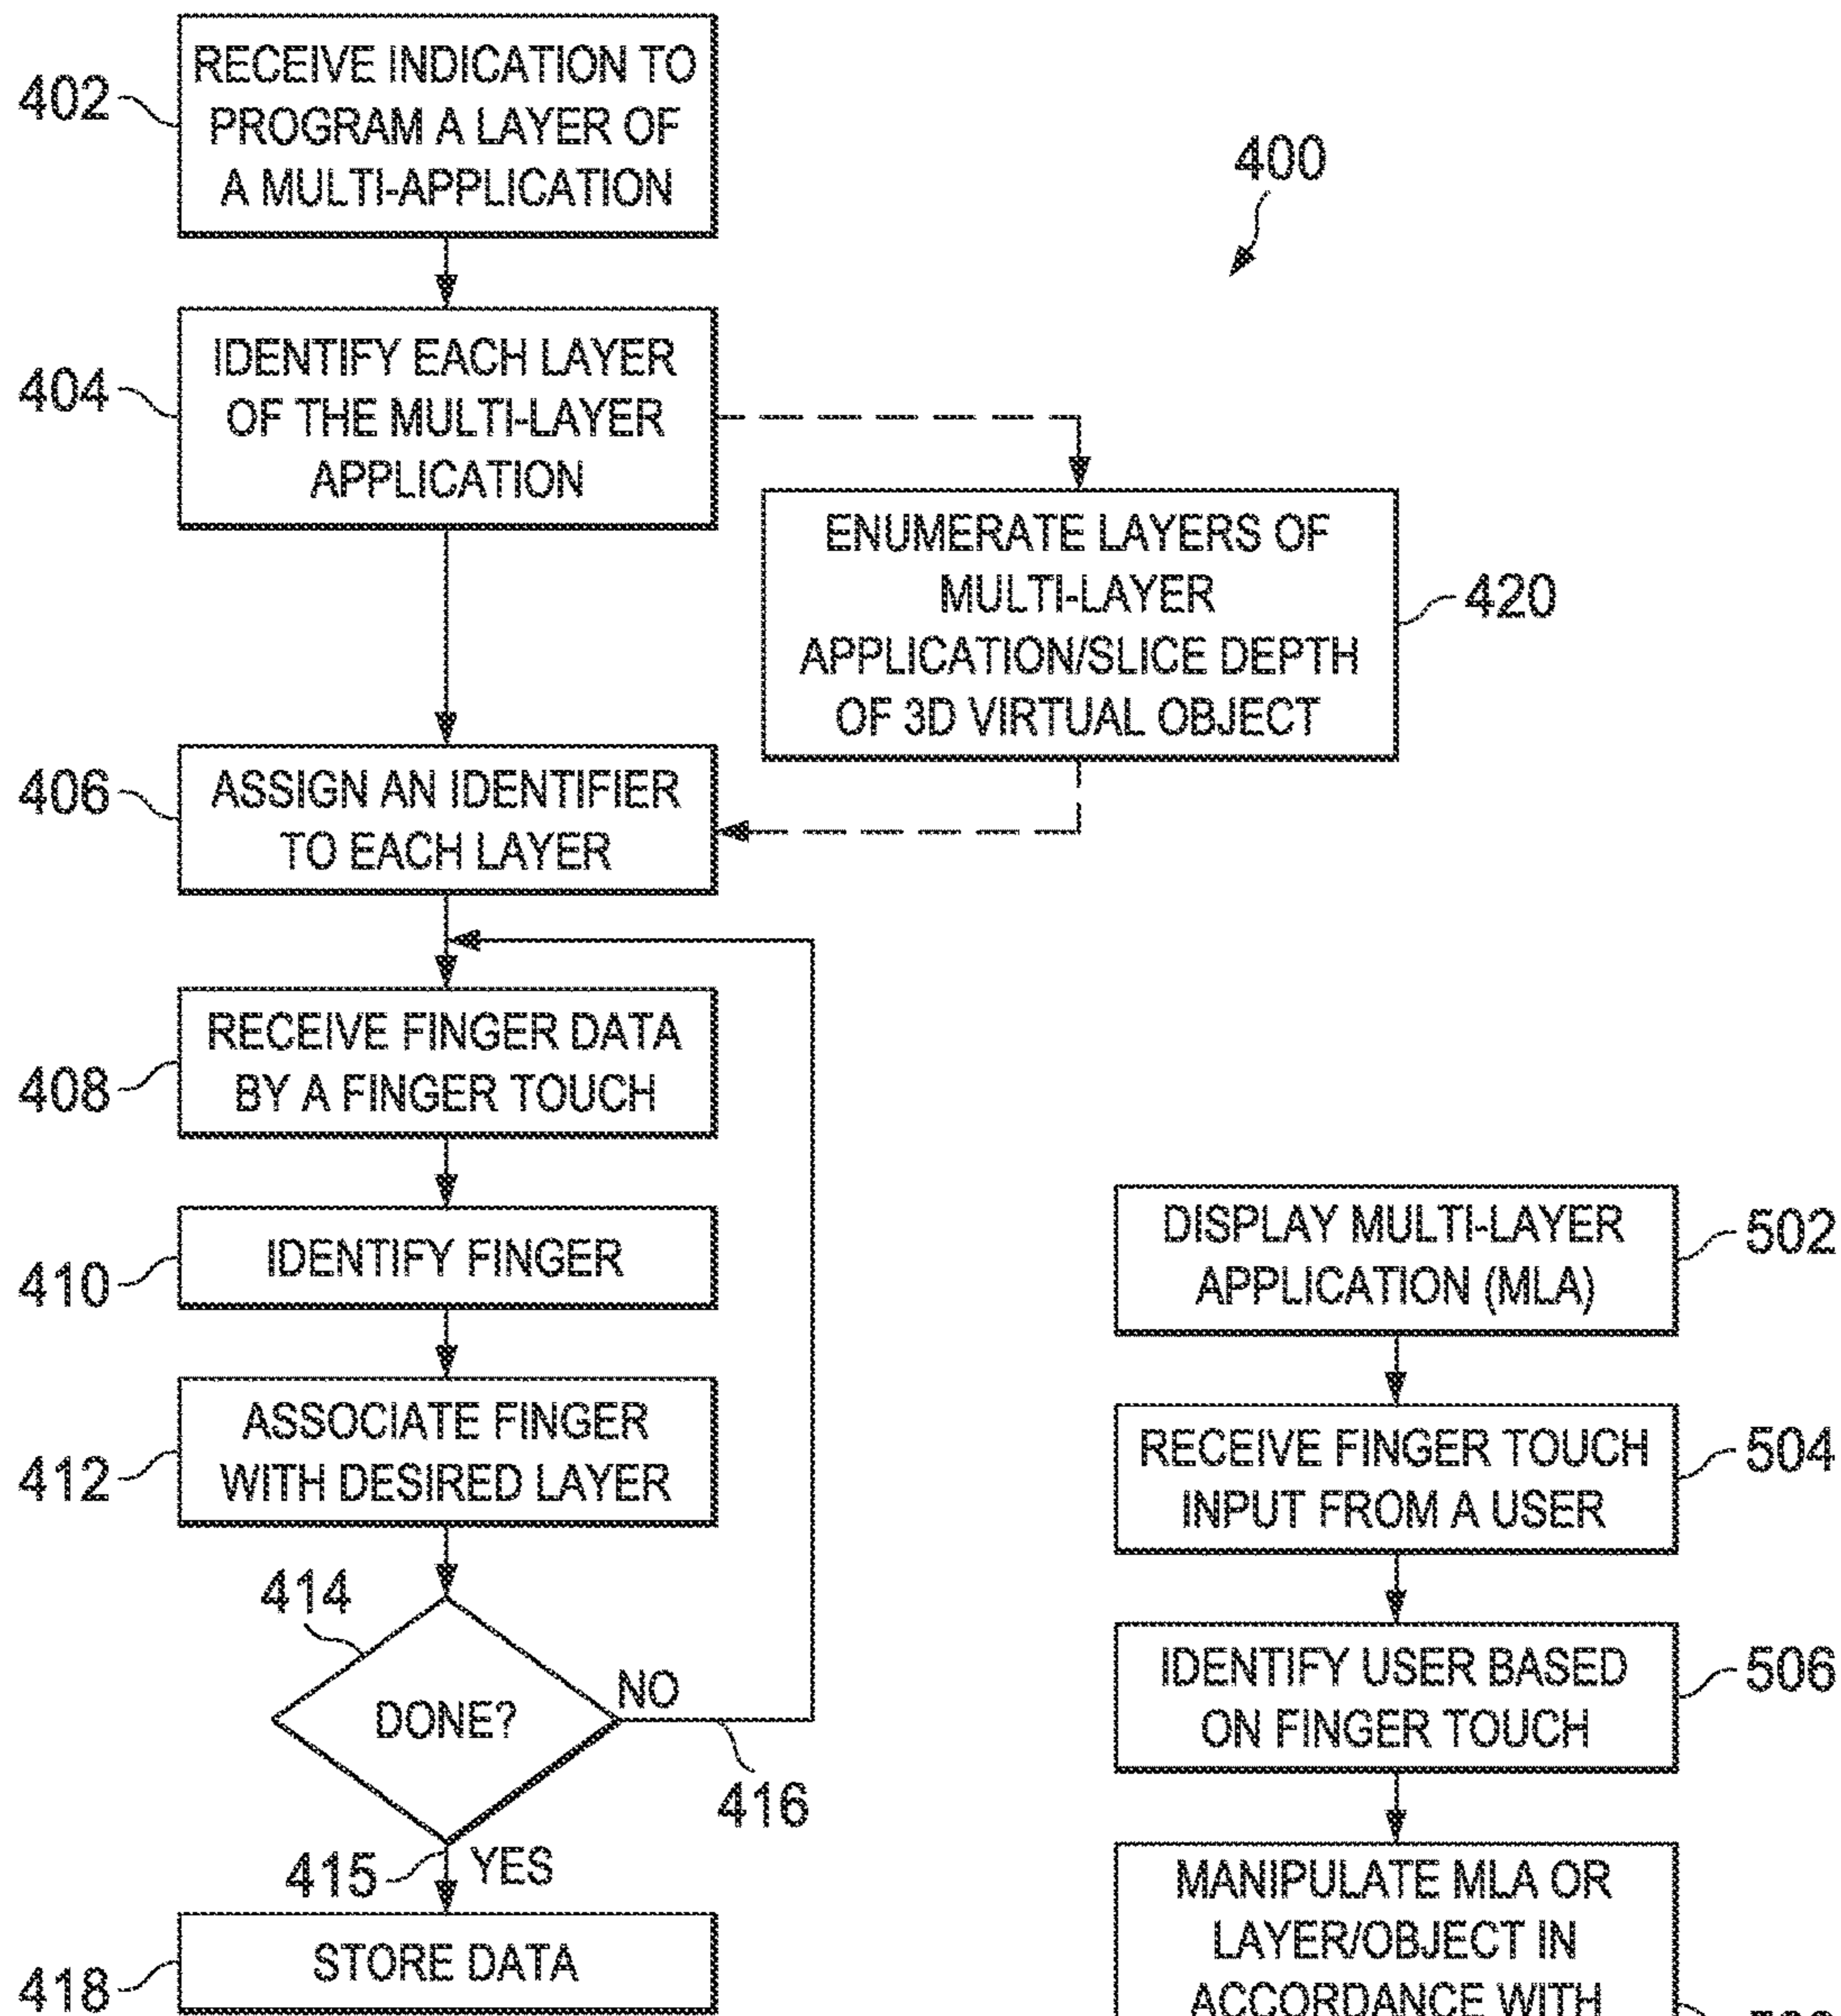 402
RECEIVE INDICATION TO
PROGRAM A LAYER OF
A MULTI-APPLICATION
400
404
IDENTIFY EACH LAYER
OF THE MULTI-LAYER
APPLICATION
ENUMERATE LAYERS OF
MULTI-LAYER
APPLICATION/SLICE DEPTH
OF 3D VIRTUAL OBJECT
420
406
ASSIGN AN IDENTIFIER
TO EACH LAYER
408
RECEIVE FINGER DATA
BY A FINGER TOUCH
410
IDENTIFY FINGER
412
ASSOCIATE FINGER
WITH DESIRED LAYER
414
DONE?
NO
416
415
YES
418
STORE DATA
DISPLAY MULTI-LAYER
APPLICATION (MLA)
502
RECEIVE FINGER TOUCH
INPUT FROM A USER
504
IDENTIFY USER BASED
ON FINGER TOUCH
506
MANIPULATE MLA OR
LAYER/OBJECT IN
ACCORDANCE WITH